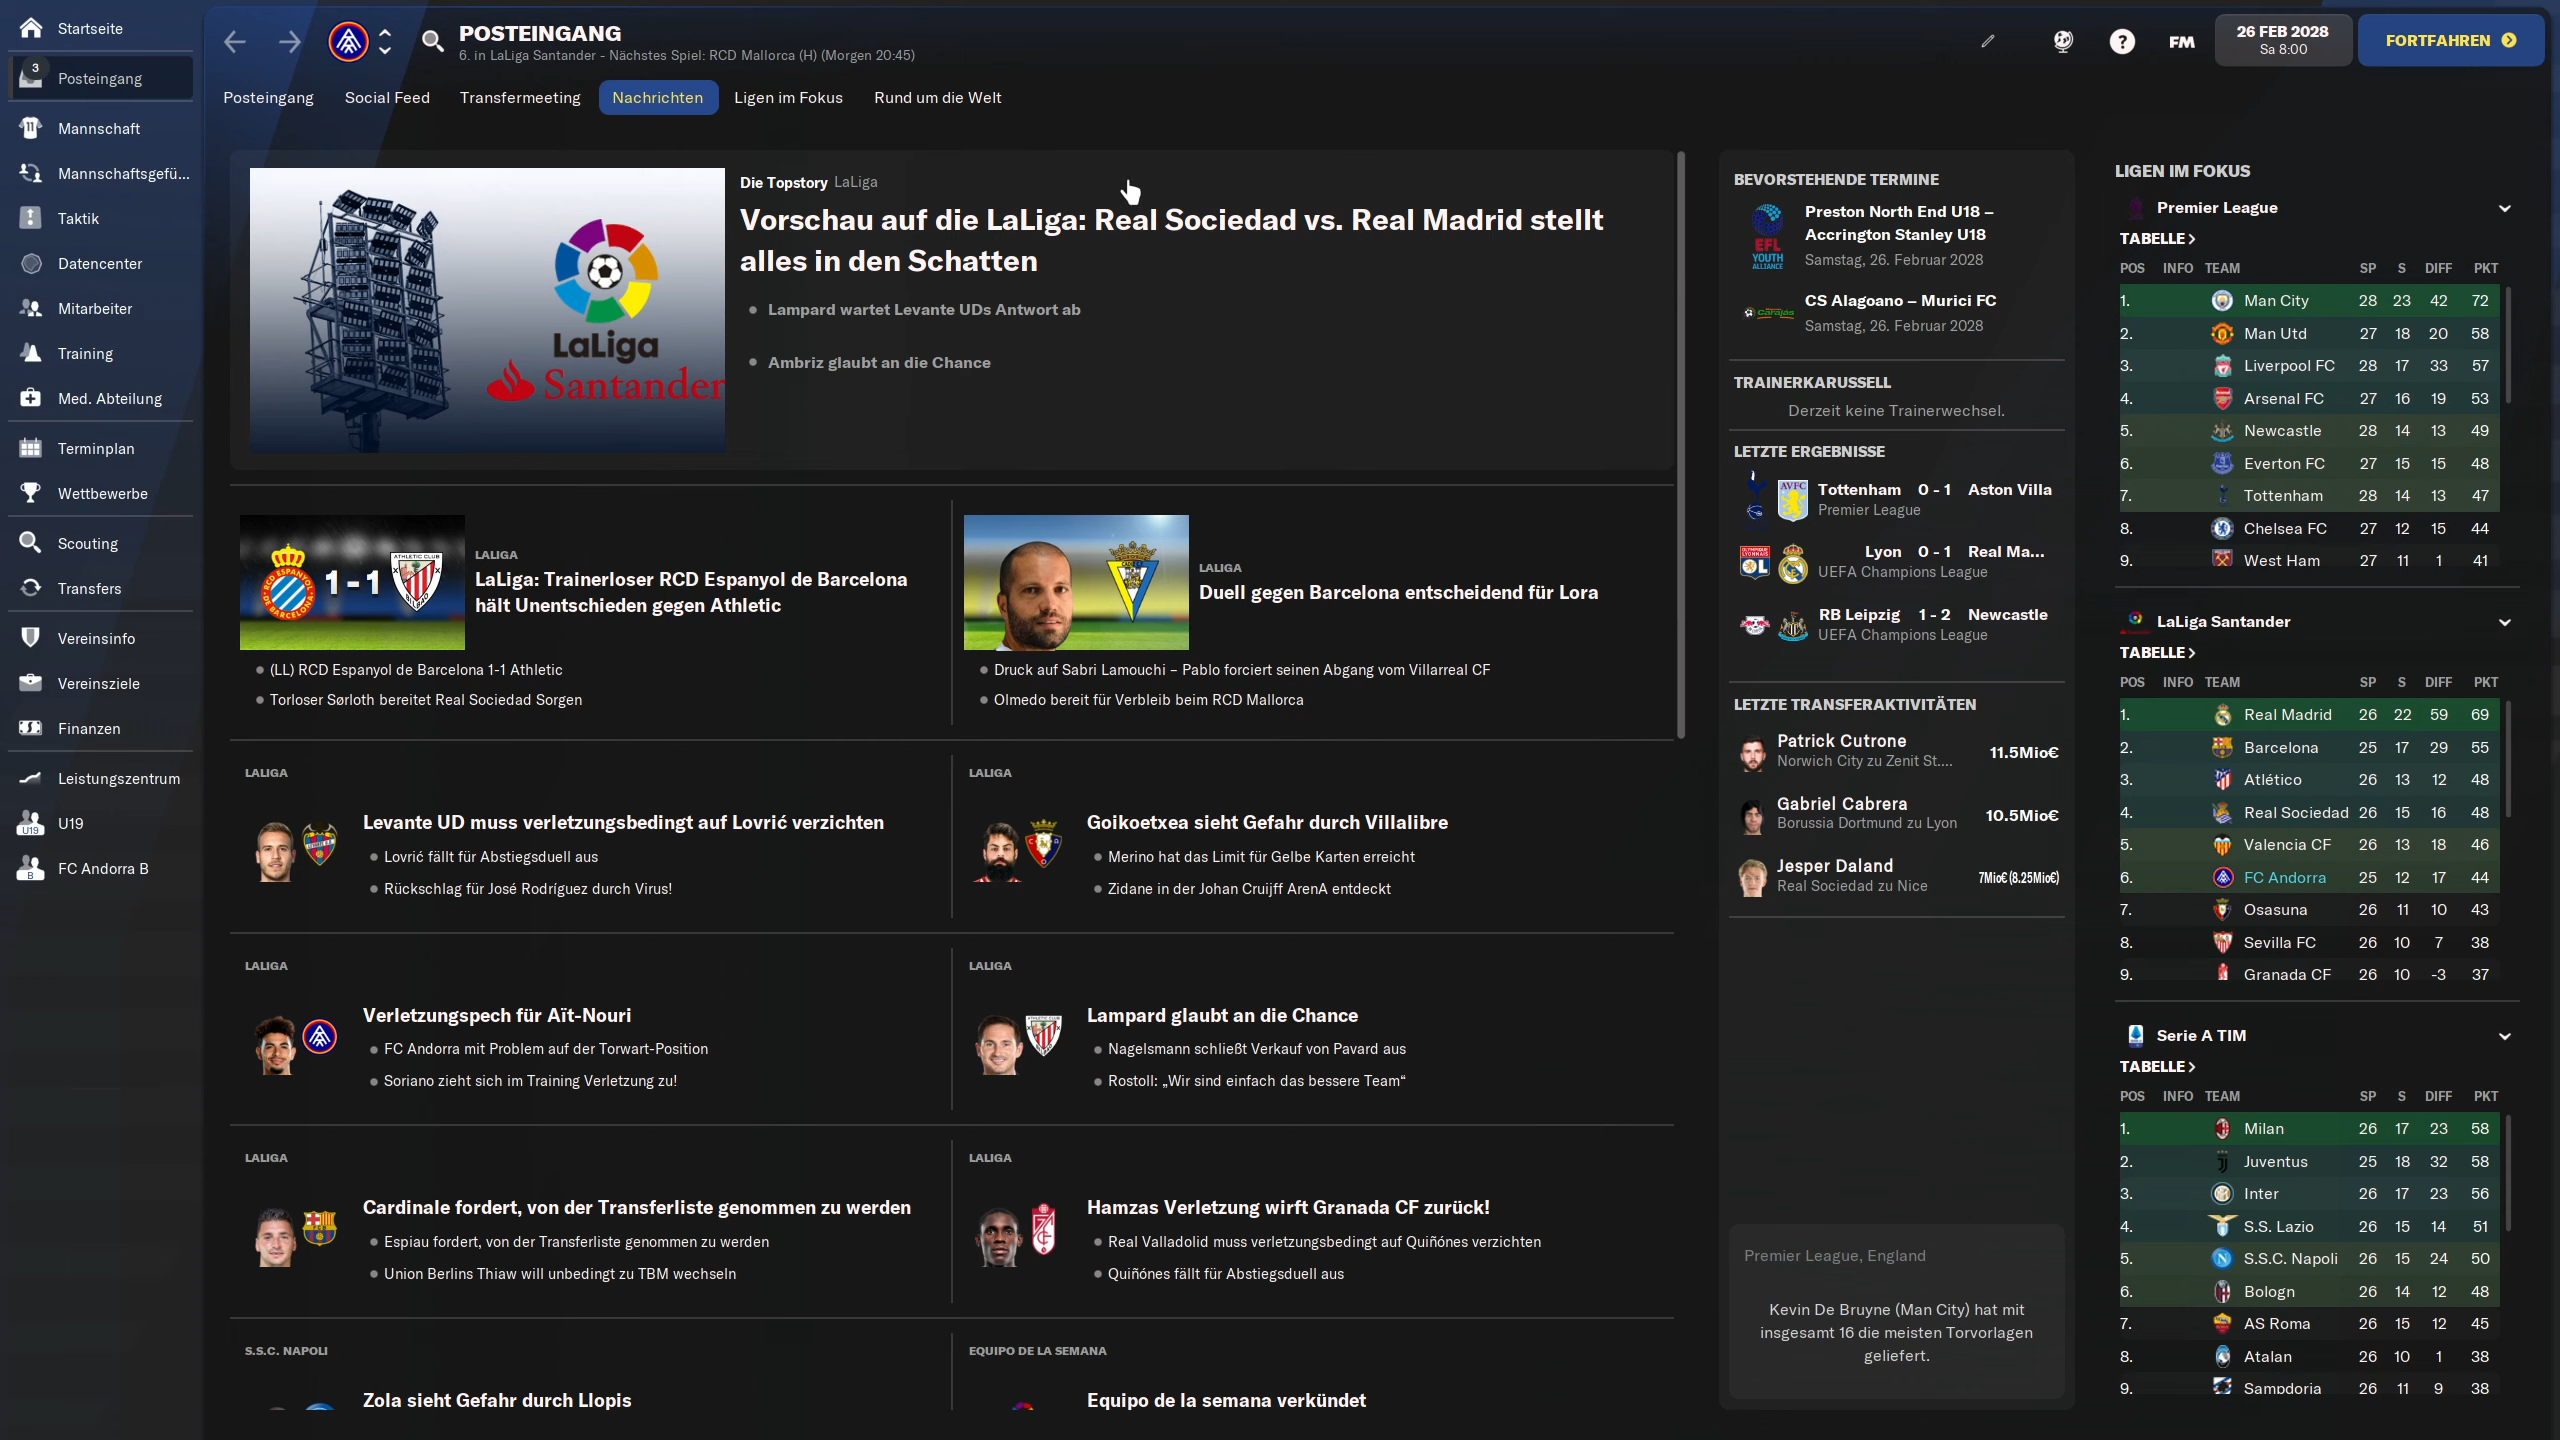 Startseite
3
Posteingang
Mannschaft
Mannschaftsgefü...
Taktik
Datencenter
Mitarbeiter
Training
Med. Abteilung
Terminplan
Wettbewerbe
Scouting
Transfers
Vereinsinfo
Vereinsziele
Finanzen
Leistungszentrum
U19
U19
B
FC Andorra B
POSTEINGANG
6. in LaLiga Santander - Nächstes Spiel: RCD Mallorca (H) (Morgen 20:45)
FM
26 FEB 2028
Sa 8:00
FORTFAHREN
Posteingang
Social Feed
Transfermeeting
Nachrichten
Ligen im Fokus
Rund um die Welt
LaLiga
Santander
Die Topstory LaLiga
Vorschau auf die LaLiga: Real Sociedad vs. Real Madrid stellt
alles in den Schatten
Lampard wartet Levante UDs Antwort ab
Ambriz glaubt an die Chance
1 - 1
LALIGA
LaLiga: Trainerloser RCD Espanyol de Barcelona
hält Unentschieden gegen Athletic
(LL) RCD Espanyol de Barcelona 1-1 Athletic
Torloser Sørloth bereitet Real Sociedad Sorgen
LALIGA
Duell gegen Barcelona entscheidend für Lora
Druck auf Sabri Lamouchi – Pablo forciert seinen Abgang vom Villarreal CF
Olmedo bereit für Verbleib beim RCD Mallorca
LALIGA
Levante UD muss verletzungsbedingt auf Lovrić verzichten
Lovrić fällt für Abstiegsduell aus
Rückschlag für José Rodríguez durch Virus!
LALIGA
Goikoetxea sieht Gefahr durch Villalibre
Merino hat das Limit für Gelbe Karten erreicht
Zidane in der Johan Cruijff ArenA entdeckt
LALIGA
Verletzungspech für Aït-Nouri
FC Andorra mit Problem auf der Torwart-Position
Soriano zieht sich im Training Verletzung zu!
LALIGA
Lampard glaubt an die Chance
Nagelsmann schließt Verkauf von Pavard aus
Rostoll: „Wir sind einfach das bessere Team“
LALIGA
Cardinale fordert, von der Transferliste genommen zu werden
Espiau fordert, von der Transferliste genommen zu werden
Union Berlins Thiaw will unbedingt zu TBM wechseln
LALIGA
Hamzas Verletzung wirft Granada CF zurück!
Real Valladolid muss verletzungsbedingt auf Quiñónes verzichten
Quiñónes fällt für Abstiegsduell aus
S.S.C. NAPOLI
Zola sieht Gefahr durch Llopis
EQUIPO DE LA SEMANA
Equipo de la semana verkündet
BEVORSTEHENDE TERMINE
EFL
YOUTH
ALLIANCE
Preston North End U18 –
Accrington Stanley U18
Samstag, 26. Februar 2028
CS Alagoano – Murici FC
Samstag, 26. Februar 2028
TRAINERKARUSSELL
Derzeit keine Trainerwechsel.
LETZTE ERGEBNISSE
Tottenham 0 - 1 Aston Villa
Premier League
Lyon 0 - 1 Real Ma...
UEFA Champions League
RB Leipzig 1 - 2 Newcastle
UEFA Champions League
LETZTE TRANSFERAKTIVITÄTEN
Patrick Cutrone
Norwich City zu Zenit St....
11.5Mio€
Gabriel Cabrera
Borussia Dortmund zu Lyon
10.5Mio€
Jesper Daland
Real Sociedad zu Nice
7Mio€ (8.25Mio€)
Premier League, England
Kevin De Bruyne (Man City) hat mit
insgesamt 16 die meisten Torvorlagen
geliefert.
LIGEN IM FOKUS
Premier League
TABELLE
POS INFO TEAM SP S DIFF PKT
1. Man City 28 23 42 72
2. Man Utd 27 18 20 58
3. Liverpool FC 28 17 33 57
4. Arsenal FC 27 16 19 53
5. Newcastle 28 14 13 49
6. Everton FC 27 15 15 48
7. Tottenham 28 14 13 47
8. Chelsea FC 27 12 15 44
9. West Ham 27 11 1 41
LaLiga Santander
TABELLE
POS INFO TEAM SP S DIFF PKT
1. Real Madrid 26 22 59 69
2. Barcelona 25 17 29 55
3. Atlético 26 13 12 48
4. Real Sociedad 26 15 16 48
5. Valencia CF 26 13 18 46
6. FC Andorra 25 12 17 44
7. Osasuna 26 11 10 43
8. Sevilla FC 26 10 7 38
9. Granada CF 26 10 -3 37
Serie A TIM
TABELLE
POS INFO TEAM SP S DIFF PKT
1. Milan 26 17 23 58
2. Juventus 25 18 32 58
3. Inter 26 17 23 56
4. S.S. Lazio 26 15 14 51
5. S.S.C. Napoli 26 15 24 50
6. Bologn 26 14 12 48
7. AS Roma 26 15 12 45
8. Atalan 26 10 1 38
9. Sampdoria 26 11 9 38